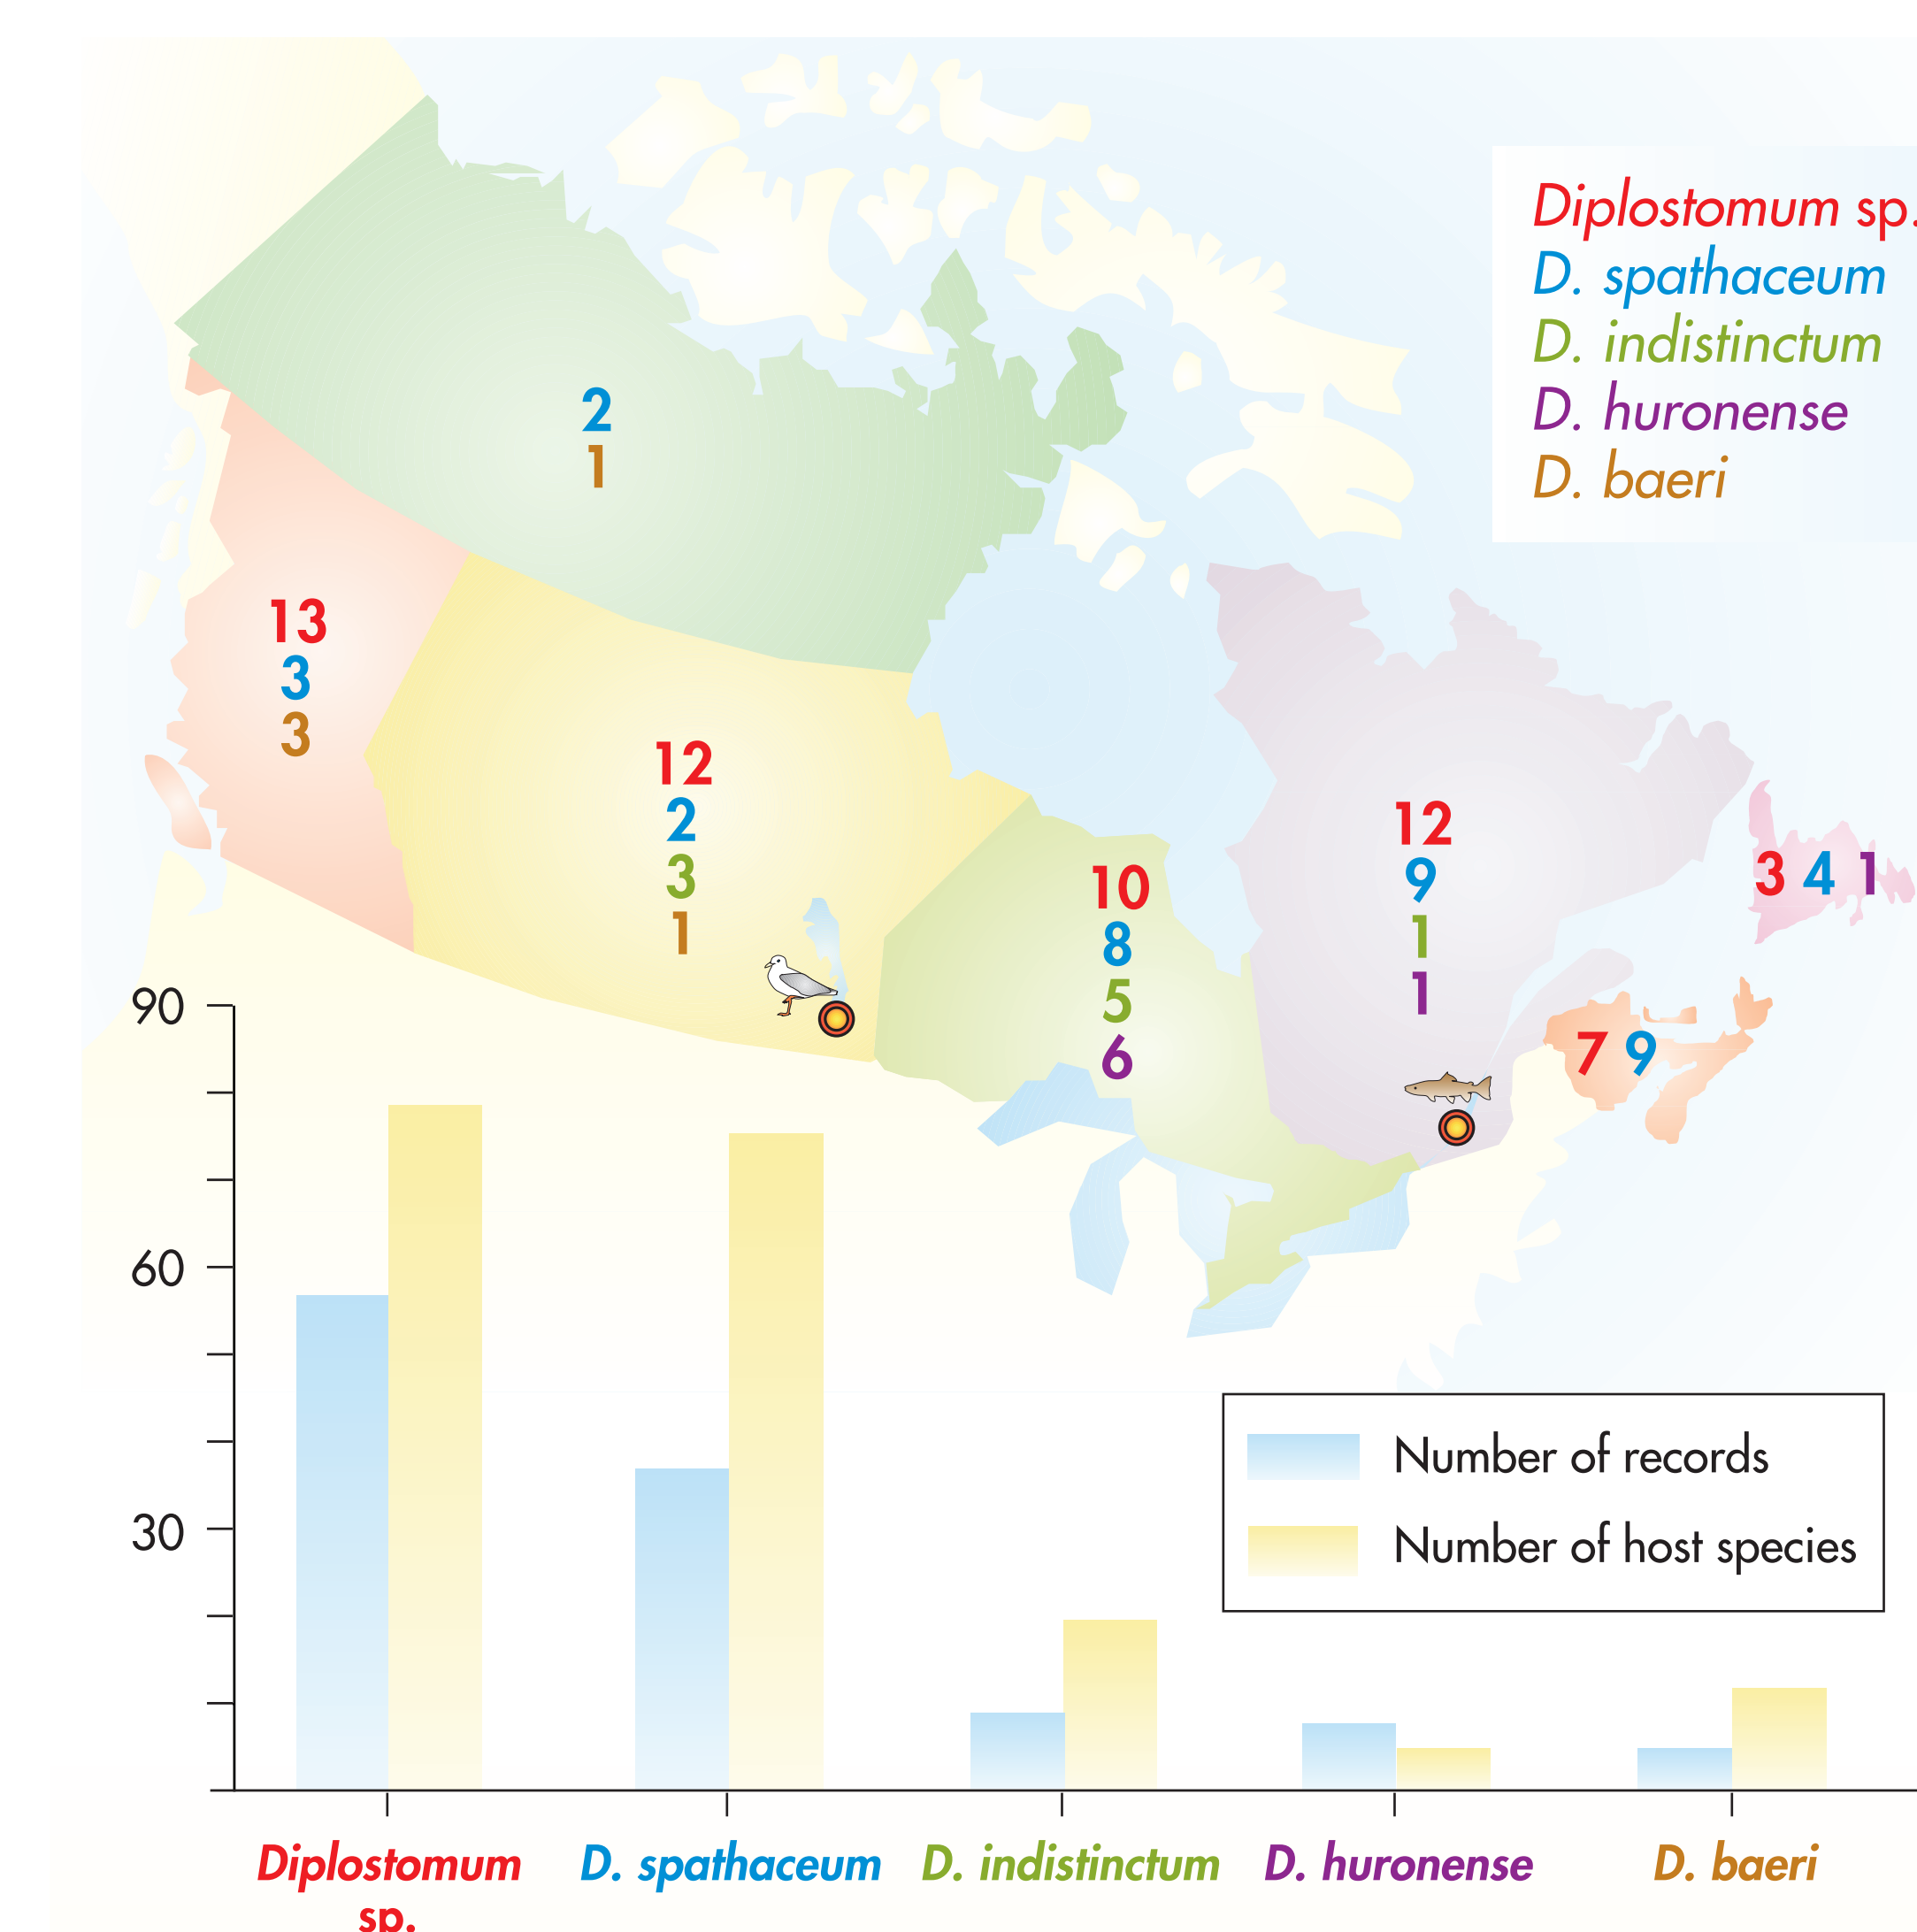 Diplostomum sp.
D. spathaceum
D. indistinctum
D. huronense
D. baeri
2
1
13
3
3
12
2
3
1
10
8
5
6
12
9
1
1
3 4 1
7 9
90
60
30
Number of records
Number of host species
Diplostomum
sp.
D. spathaceum
D. indistinctum
D. huronense
D. baeri